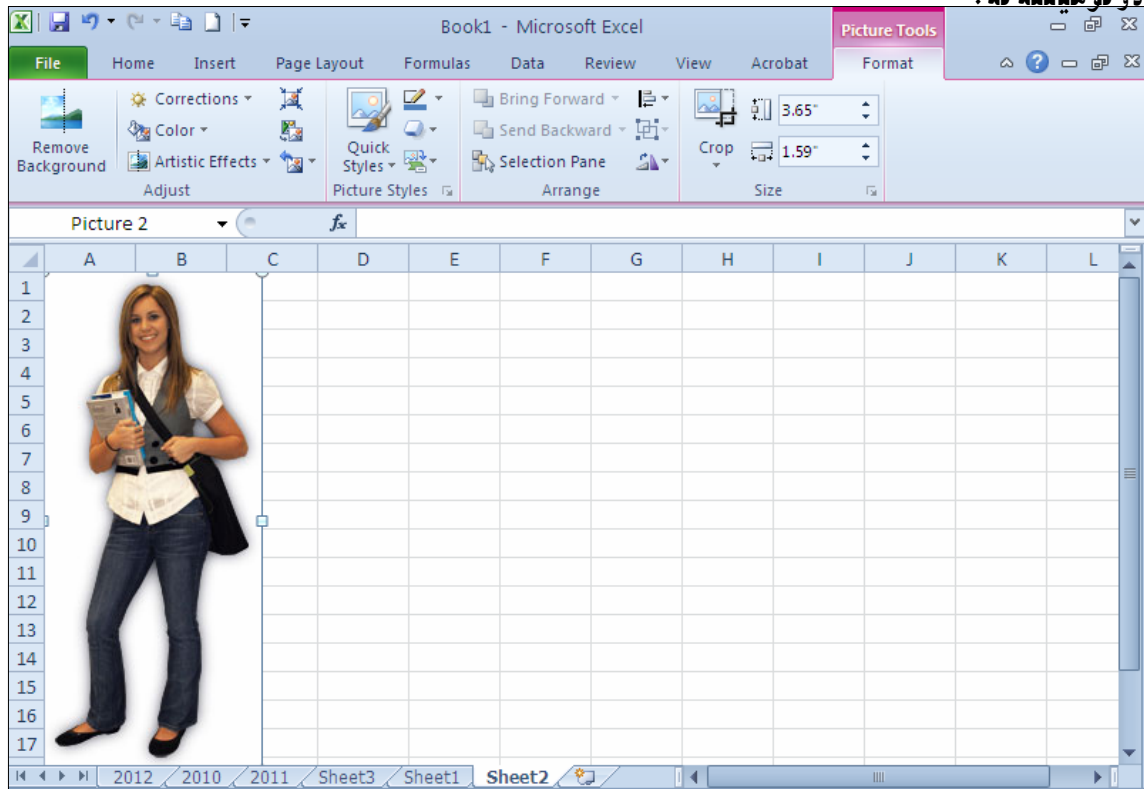 Book1 - Microsoft Excel Picture Tools
File Home Insert Page Layout Formulas Data Review View Acrobat Format
Remove Background Corrections Color Artistic Effects Adjust
Quick Styles Picture Styles
Bring Forward Send Backward Selection Pane Arrange
Crop 3.65" 1.59" Size
Picture 2 fx
A B C D E F G H I J K L
1
2
3
4
5
6
7
8
9
10
11
12
13
14
15
16
17
2012 2010 2011 Sheet3 Sheet1 Sheet2